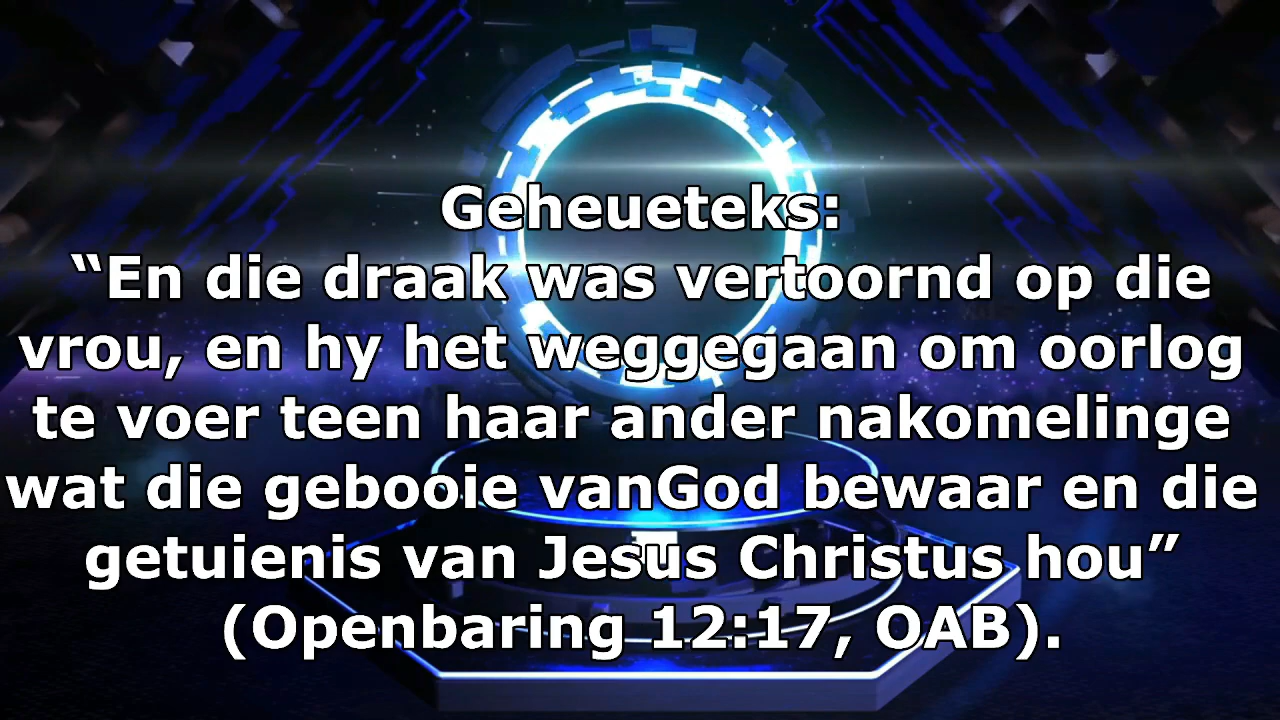 Geheueteks:
“En die draak was vertoornd op die
vrou, en hy het weggegaan om oorlog
te voer teen haar ander nakomelinge
wat die gebooie vanGod bewaar en die
getuienis van Jesus Christus hou”
(Openbaring 12:17, OAB).